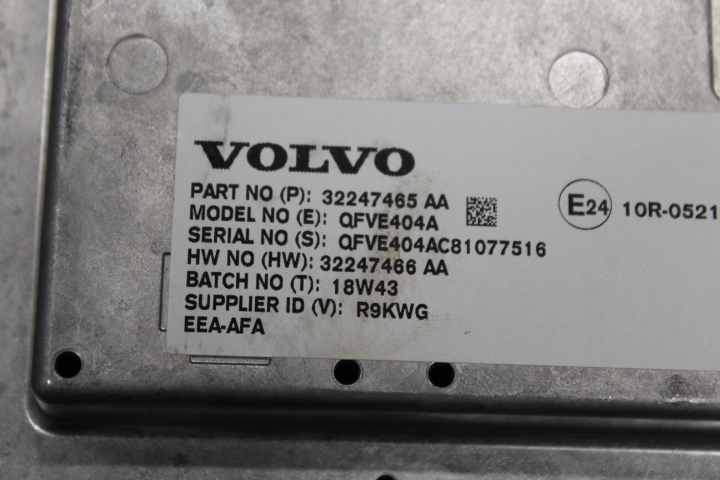 VOLVO
PART NO (P): 32247465 AA
MODEL NO (E): QFVE404A
SERIAL NO (S): QFVE404AC81077516
HW NO (HW): 32247466 AA
BATCH NO (T): 18W43
SUPPLIER ID (V): R9KWG
EEA-AFA
E24 10R-0521